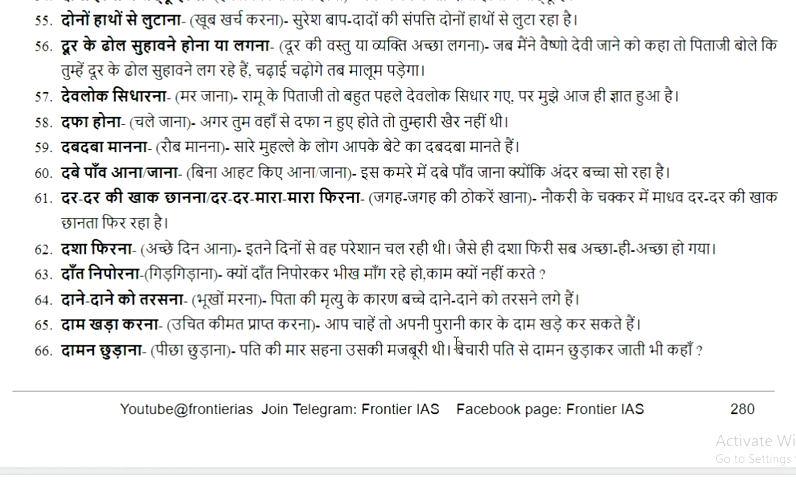 55. दोनों हाथों से लुटाना- (खूब खर्च करना)- सुरेश बाप-दादों की संपत्ति दोनों हाथों से लुटा रहा है।
56. दूर के ढोल सुहावने होना या लगना- (दूर की वस्तु या व्यक्ति अच्छा लगना)- जब मैंने वैष्णो देवी जाने को कहा तो पिताजी बोले कि
तुम्हें दूर के ढोल सुहावने लग रहे हैं, चढ़ाई चढ़ोगे तब मालूम पड़ेगा।
57. देवलोक सिधारना- (मर जाना)- रामू के पिताजी तो बहुत पहले देवलोक सिधार गए, पर मुझे आज ही ज्ञात हुआ है।
58. दफा होना- (चले जाना)- अगर तुम वहाँ से दफा न हुए होते तो तुम्हारी खैर नहीं थी।
59. दबदबा मानना- (रौब मानना)- सारे मुहल्ले के लोग आपके बेटे का दबदबा मानते हैं।
60. दबे पाँव आना/जाना- (बिना आहट किए आना/जाना)- इस कमरे में दबे पाँव जाना क्योंकि अंदर बच्चा सो रहा है।
61. दर-दर की खाक छानना/दर-दर-मारा-मारा फिरना- (जगह-जगह की ठोकरें खाना)- नौकरी के चक्कर में माधव दर-दर की खाक
छानता फिर रहा है।
62. दशा फिरना- (अच्छे दिन आना)- इतने दिनों से वह परेशान चल रही थी। जैसे ही दशा फिरी सब अच्छा-ही-अच्छा हो गया।
63. दाँत निपोरना-(गिड़गिड़ाना)- क्यों दाँत निपोरकर भीख माँग रहे हो,काम क्यों नहीं करते ?
64. दाने-दाने को तरसना- (भूखों मरना)- पिता की मृत्यु के कारण बच्चे दाने-दाने को तरसने लगे हैं।
65. दाम खड़ा करना- (उचित कीमत प्राप्त करना)- आप चाहें तो अपनी पुरानी कार के दाम खड़े कर सकते हैं।
66. दामन छुड़ाना- (पीछा छुड़ाना)- पति की मार सहना उसकी मजबूरी थी। बेचारी पति से दामन छुड़ाकर जाती भी कहाँ ?
Youtube@frontierias Join Telegram: Frontier IAS Facebook page: Frontier IAS 280
Activate Wi
Go to Settings